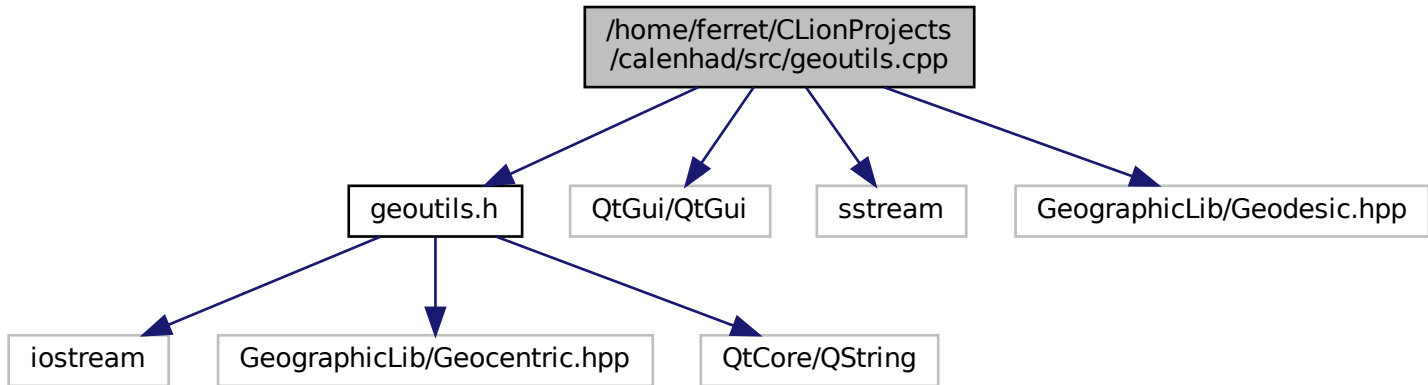 /home/ferret/CLionProjects
/calenhad/src/geoutils.cpp
geoutils.h
QtGui/QtGui
sstream
GeographicLib/Geodesic.hpp
iostream
GeographicLib/Geocentric.hpp
QtCore/QString